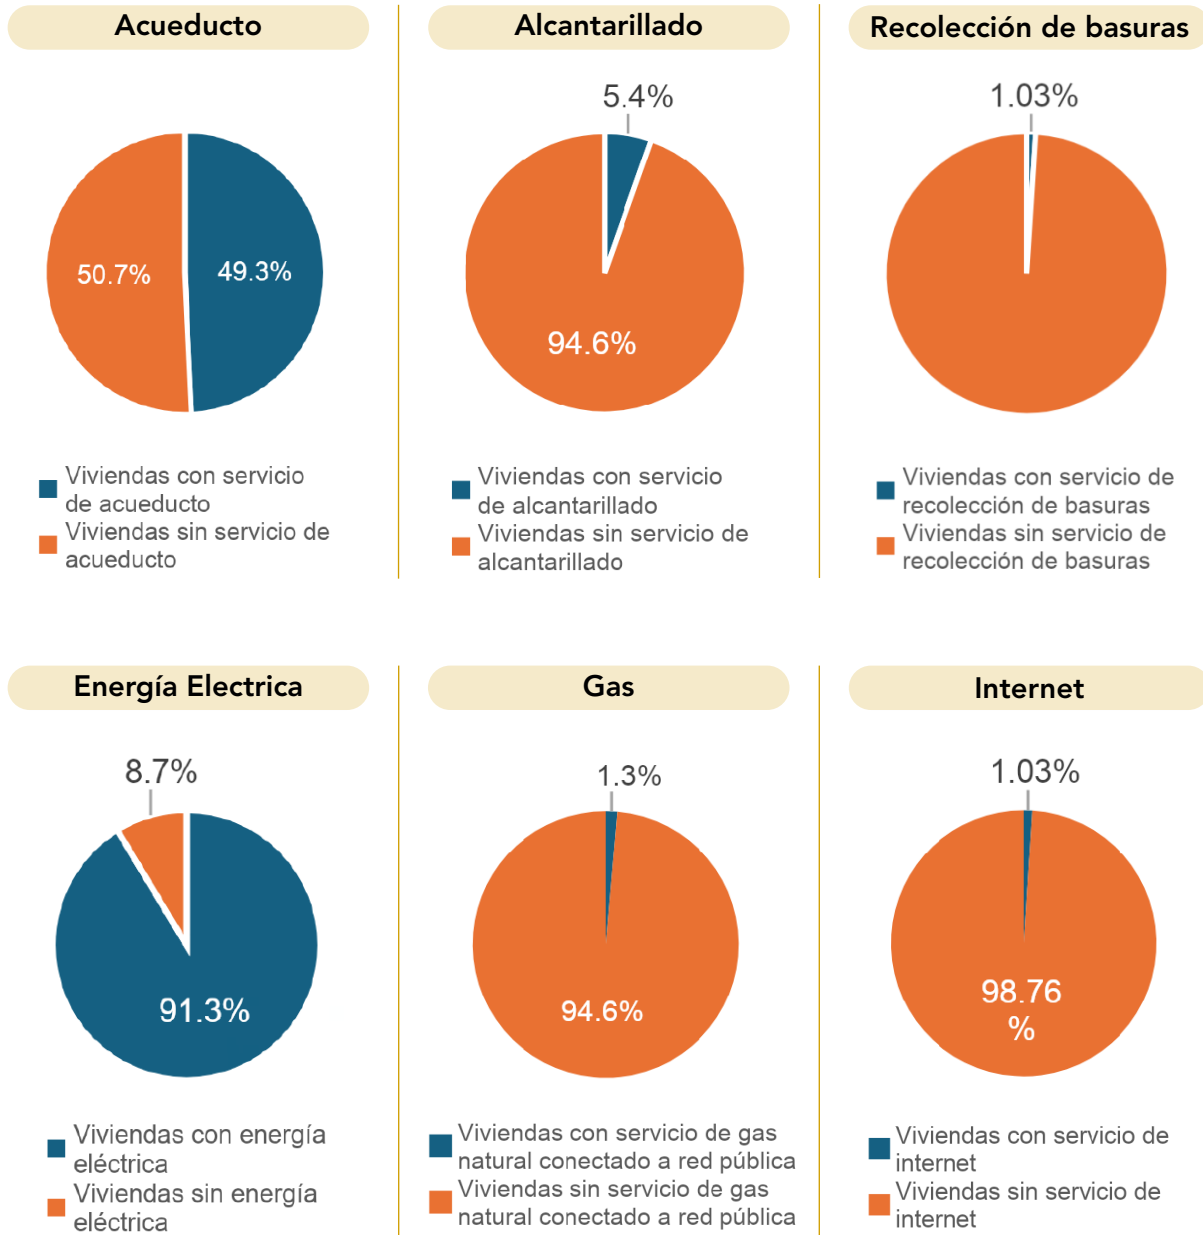 Acueducto
50.7%
49.3%
Viviendas con servicio
de acueducto
Viviendas sin servicio de
acueducto
Alcantarillado
5.4%
94.6%
Viviendas con servicio
de alcantarillado
Viviendas sin servicio de
alcantarillado
Recolección de basuras
1.03%
Viviendas con servicio de
recolección de basuras
Viviendas sin servicio de
recolección de basuras
Energía Electrica
8.7%
91.3%
Viviendas con energía
eléctrica
Viviendas sin energía
eléctrica
Gas
1.3%
94.6%
Viviendas con servicio de gas
natural conectado a red pública
Viviendas sin servicio de gas
natural conectado a red pública
Internet
1.03%
98.76
%
Viviendas con servicio de
internet
Viviendas sin servicio de
internet